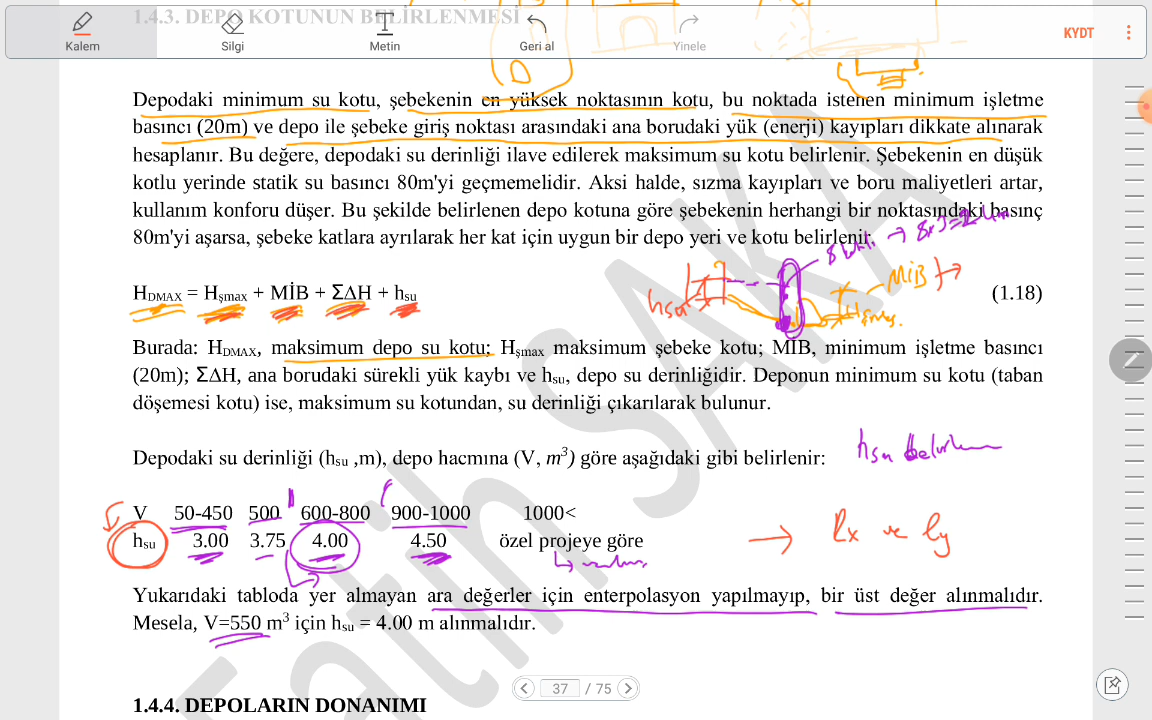 1.4.3. DEPO KOTUNUN BELİRLENMESİ
Kalem
Silgi
Metin
Geri al
Yinele
KYDT
Depodaki minimum su kotu, şebekenin en yüksek noktasının kotu, bu noktada istenen minimum işletme
basıncı (20m) ve depo ile şebeke giriş noktası arasındaki ana borudaki yük (enerji) kayıpları dikkate alınarak
hesaplanır. Bu değere, depodaki su derinliği ilave edilerek maksimum su kotu belirlenir. Şebekenin en düşük
kotlu yerinde statik su basıncı 80m'yi geçmemelidir. Aksi halde, sızma kayıpları ve boru maliyetleri artar,
kullanım konforu düşer. Bu şekilde belirlenen depo kotuna göre şebekenin herhangi bir noktasındaki basınç
80m'yi aşarsa, şebeke katlara ayrılarak her kat için uygun bir depo yeri ve kotu belirlenir.
8 katlı → 8x3=24m
HDMAX = Hşmax + MİB + ΣΔH + hsu
hsu
MİB
Hşmax
(1.18)
Burada: HDMAX, maksimum depo su kotu; Hşmax maksimum şebeke kotu; MİB, minimum işletme basıncı
(20m); ΣΔH, ana borudaki sürekli yük kaybı ve hsu, depo su derinliğidir. Deponun minimum su kotu (taban
döşemesi kotu) ise, maksimum su kotundan, su derinliği çıkarılarak bulunur.
hsu
Depodaki su derinliği (hsu ,m), depo hacmına (V, m³) göre aşağıdaki gibi belirlenir:
V 50-450 500 600-800 900-1000 1000<
hsu 3.00 3.75 4.00 4.50 özel projeye göre
→ lx ve ly
Yukarıdaki tabloda yer almayan ara değerler için enterpolasyon yapılmayıp, bir üst değer alınmalıdır.
Mesela, V=550 m³ için hsu = 4.00 m alınmalıdır.
Fatih SAKA
37 / 75
1.4.4. DEPOLARIN DONANIMI